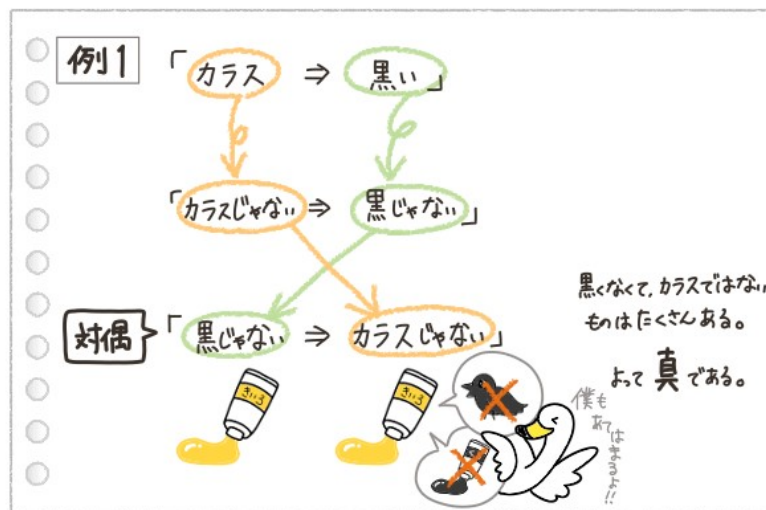 例1
「カラス ⇒ 黒い」
「カラスじゃない ⇒ 黒じゃない」
対偶
「黒じゃない ⇒ カラスじゃない」
黒くなくて、カラスではない
ものはたくさんある。
よって 真 である。
きいろ
きいろ
僕も
あてはまるよ!!